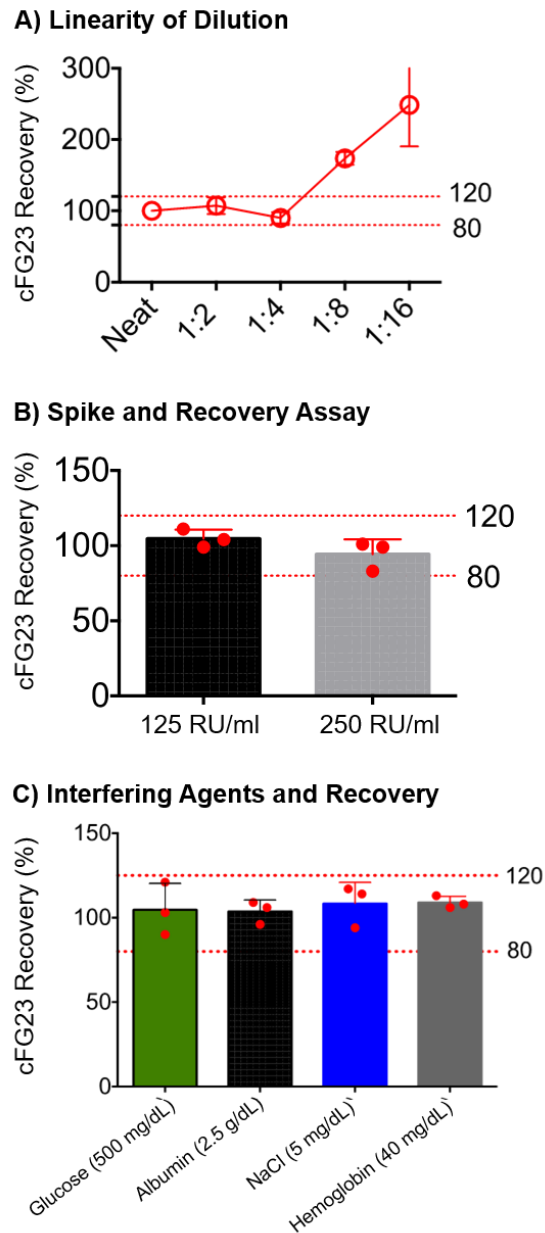 A) Linearity of Dilution
cFG23 Recovery (%)
300
200
100
0
120
80
Neat
1:2
1:4
1:8
1:16
B) Spike and Recovery Assay
cFG23 Recovery (%)
150
100
50
0
120
80
125 RU/ml
250 RU/ml
C) Interfering Agents and Recovery
cFG23 Recovery (%)
150
100
50
0
120
80
Glucose (500 mg/dL)`
Albumin (2.5 g/dL)
NaCl (5 mg/dL)`
Hemoglobin (40 mg/dL)`